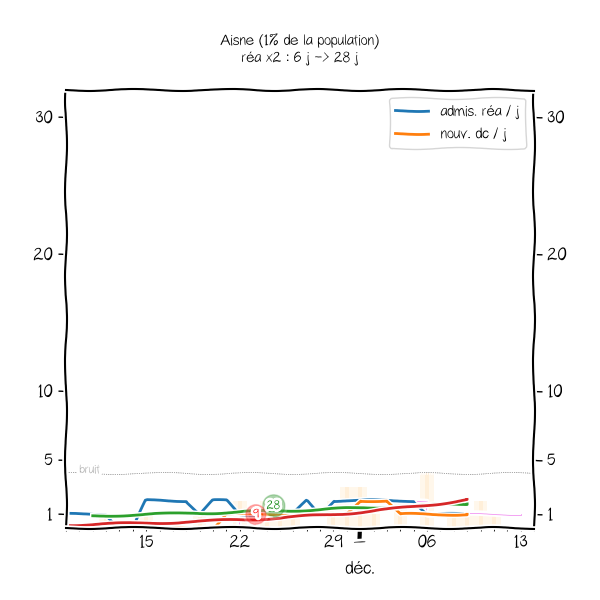 Aisne (1% de la population)
réa x2 : 6 j -> 28 j
admis. réa / j
nouv. dc / j
30
30
20
20
10
10
5
5
bruit
28
9
1
1
15
22
29
06
13
déc.